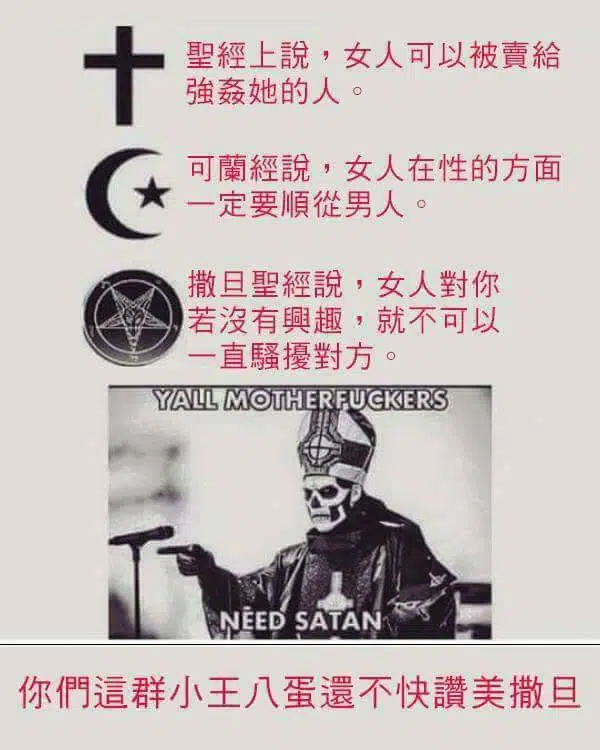 聖經上說，女人可以被賣給
強姦她的人。
可蘭經說，女人在性的方面
一定要順從男人。
撒旦聖經說，女人對你
若沒有興趣，就不可以
一直騷擾對方。
YALL MOTHERFUCKERS
NEED SATAN
你們這群小王八蛋還不快讚美撒旦